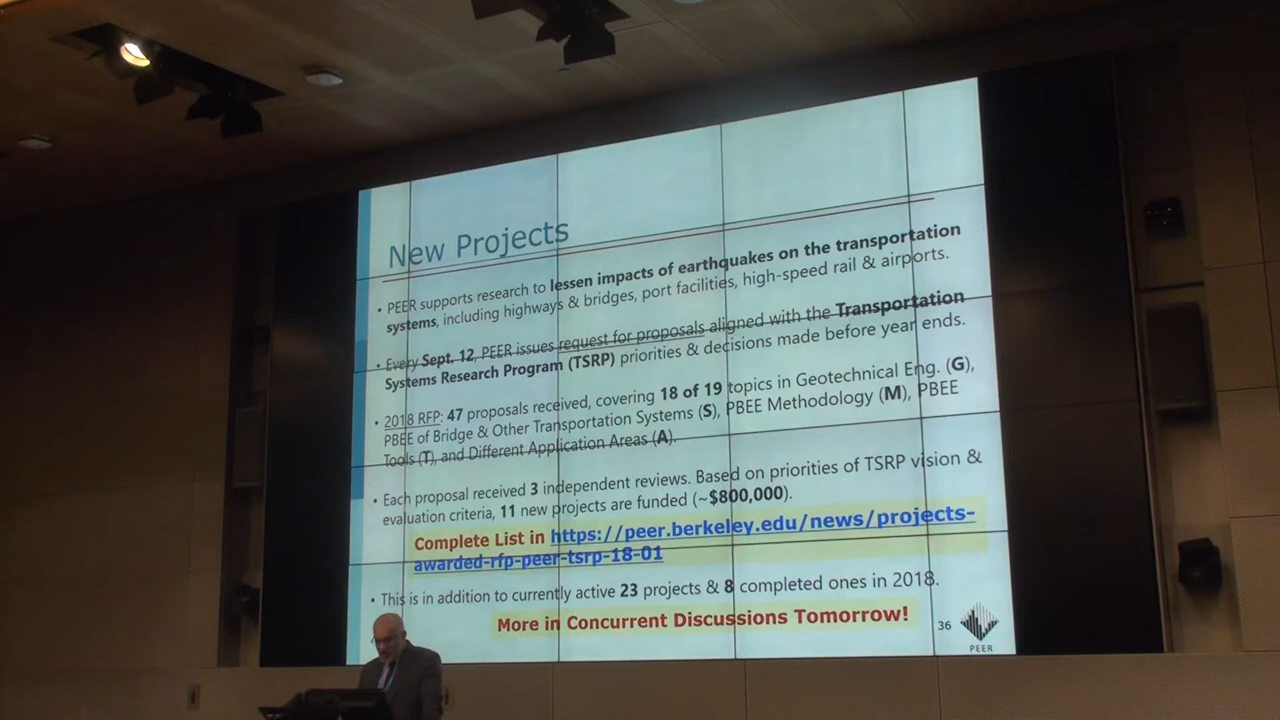 New Projects
• PEER supports research to lessen impacts of earthquakes on the transportation
systems, including highways & bridges, port facilities, high-speed rail & airports.
• Every Sept. 12, PEER issues request for proposals aligned with the Transportation
Systems Research Program (TSRP) priorities & decisions made before year ends.
• 2018 RFP: 47 proposals received, covering 18 of 19 topics in Geotechnical Eng. (G),
PBEE of Bridge & Other Transportation Systems (S), PBEE Methodology (M), PBEE
Tools (T), and Different Application Areas (A).
• Each proposal received 3 independent reviews. Based on priorities of TSRP vision &
evaluation criteria, 11 new projects are funded (~$800,000).
Complete List in https://peer.berkeley.edu/news/projects-
awarded-rfp-peer-tsrp-18-01
• This is in addition to currently active 23 projects & 8 completed ones in 2018.
More in Concurrent Discussions Tomorrow!
36
PEER